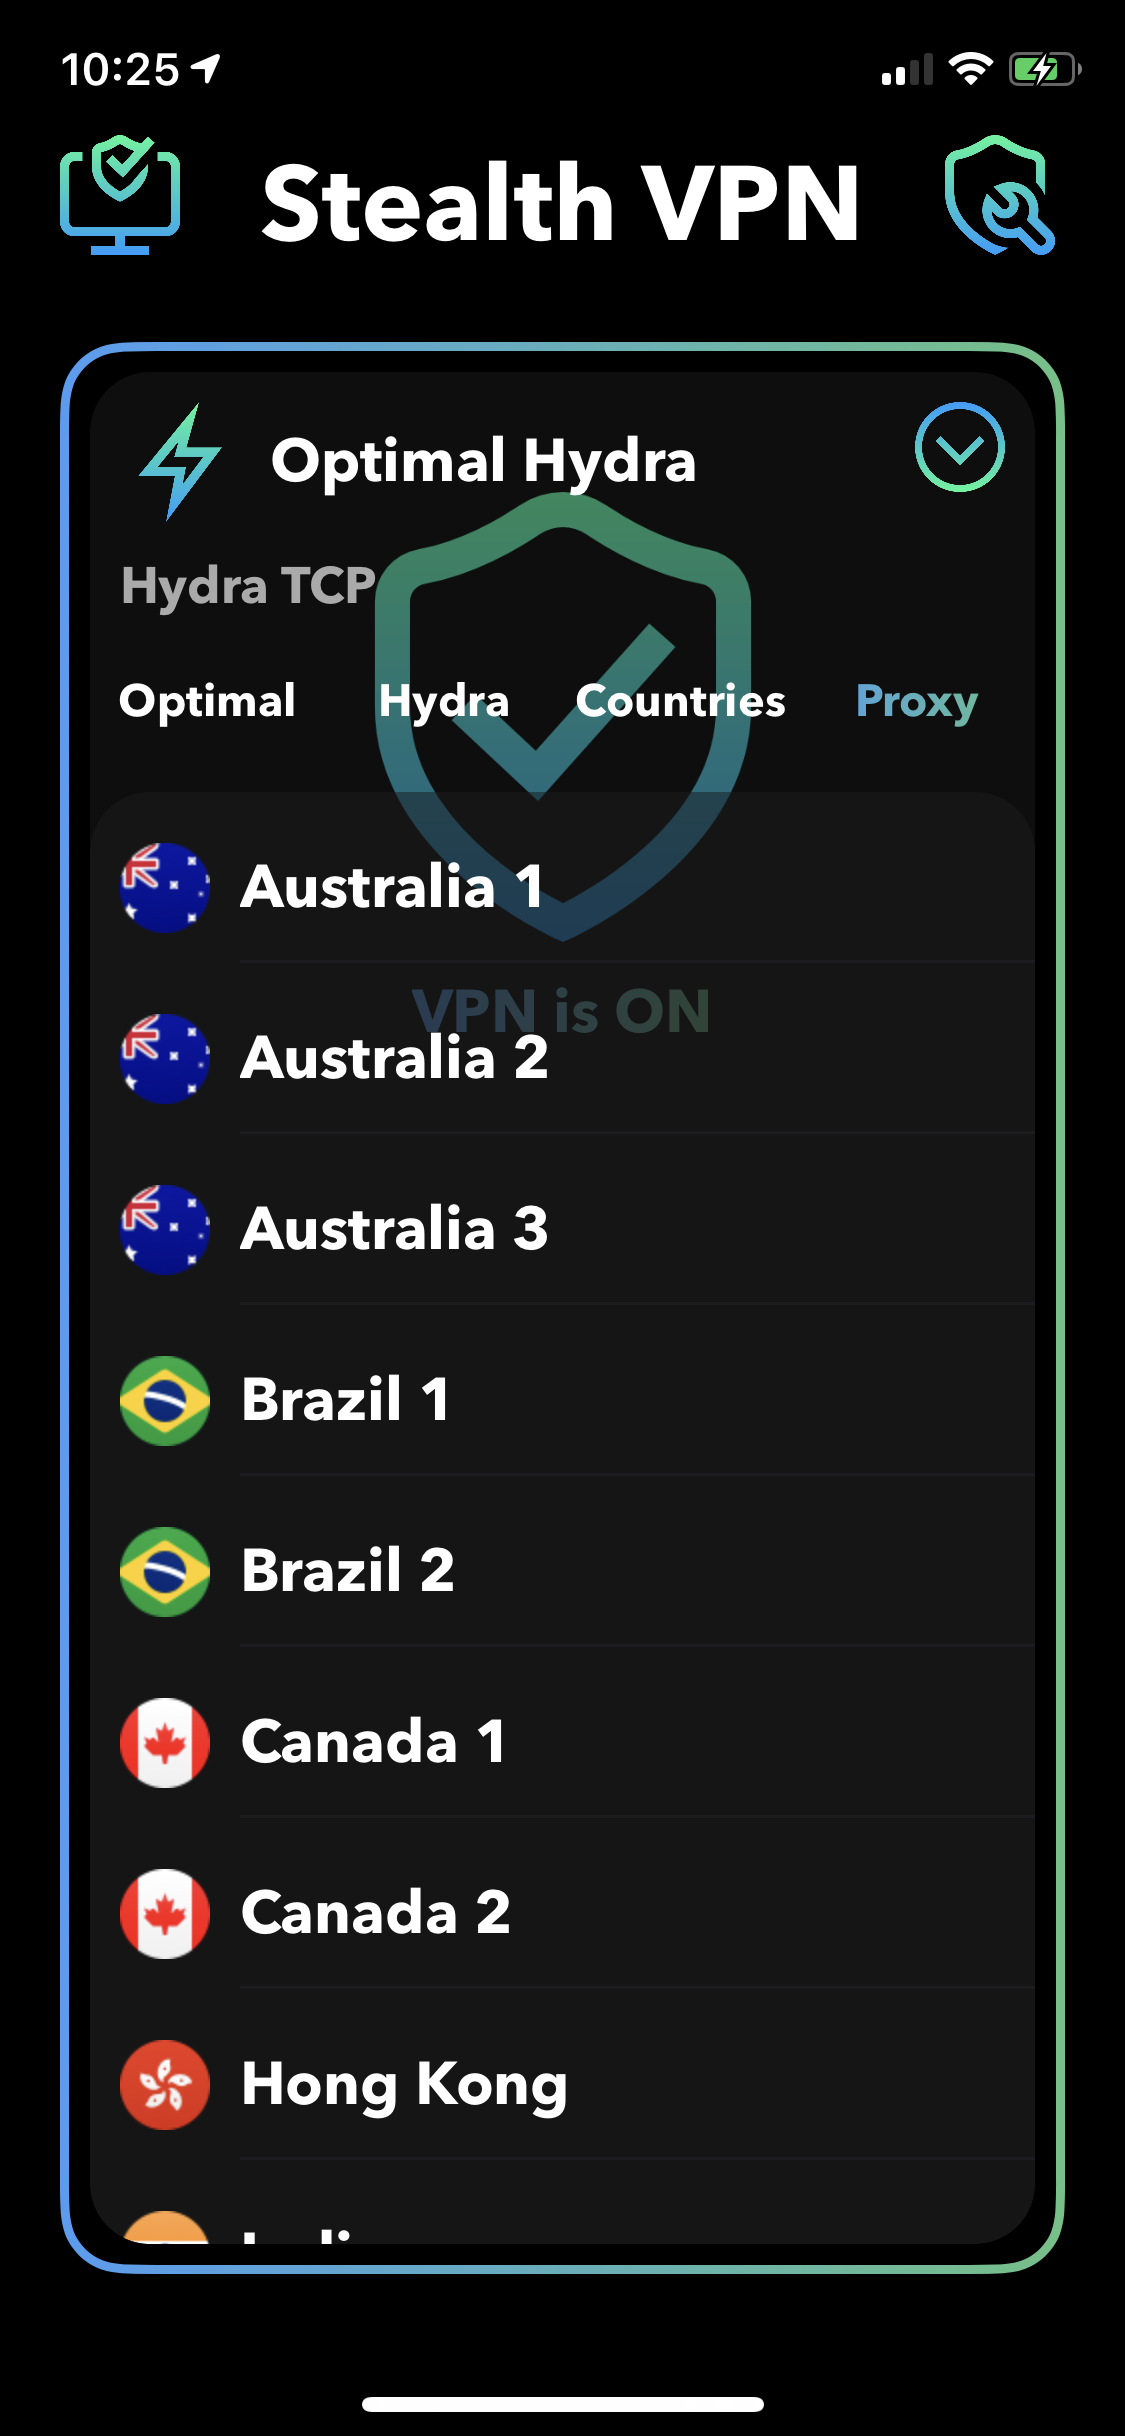 10:25
Stealth VPN
Optimal Hydra
Hydra TCP
Optimal Hydra Countries Proxy
Australia 1
VPN is ON
Australia 2
Australia 3
Brazil 1
Brazil 2
Canada 1
Canada 2
Hong Kong